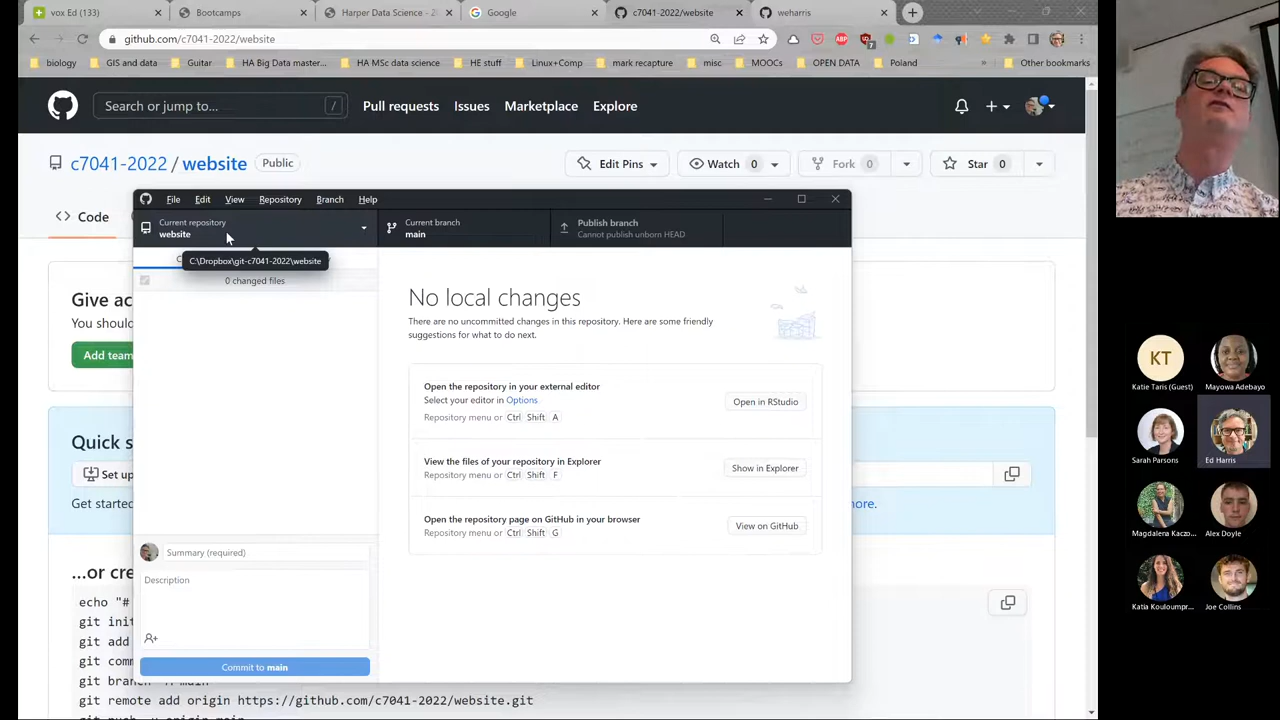 vox Ed (133)
Bootcamps
Harper Data Science - 2
Google
c7041-2022/website
weharris
github.com/c7041-2022/website
biology
GIS and data
Guitar
HA Big Data master...
HA MSc data science
HE stuff
Linux+Comp
mark recapture
misc
MOOCs
OPEN DATA
Poland
»
Other bookmarks
Search or jump to...
/
Pull requests
Issues
Marketplace
Explore
c7041-2022 / website
Public
Edit Pins
Watch 0
Fork 0
Star 0
<> Code
File Edit View Repository Branch Help
Current repository
website
Current branch
main
Publish branch
Cannot publish unborn HEAD
C:\Dropbox\git-c7041-2022\website
0 changed files
No local changes
There are no uncommitted changes in this repository. Here are some friendly
suggestions for what to do next.
Open the repository in your external editor
Select your editor in Options
Repository menu or Ctrl Shift A
Open in RStudio
View the files of your repository in Explorer
Repository menu or Ctrl Shift F
Show in Explorer
Open the repository page on GitHub in your browser
Repository menu or Ctrl Shift G
View on GitHub
Summary (required)
Description
Commit to main
Give ac
You should
Add team
Quick s
Set up
Get started
ore.
...or cre
echo "#
git init
git add
git comm
git branch
git remote add origin https://github.com/c7041-2022/website.git
KT
Katie Taris (Guest)
Mayowa Adebayo
Sarah Parsons
Ed Harris
Magdalena Kaczo...
Alex Doyle
Katia Kouloumpr...
Joe Collins